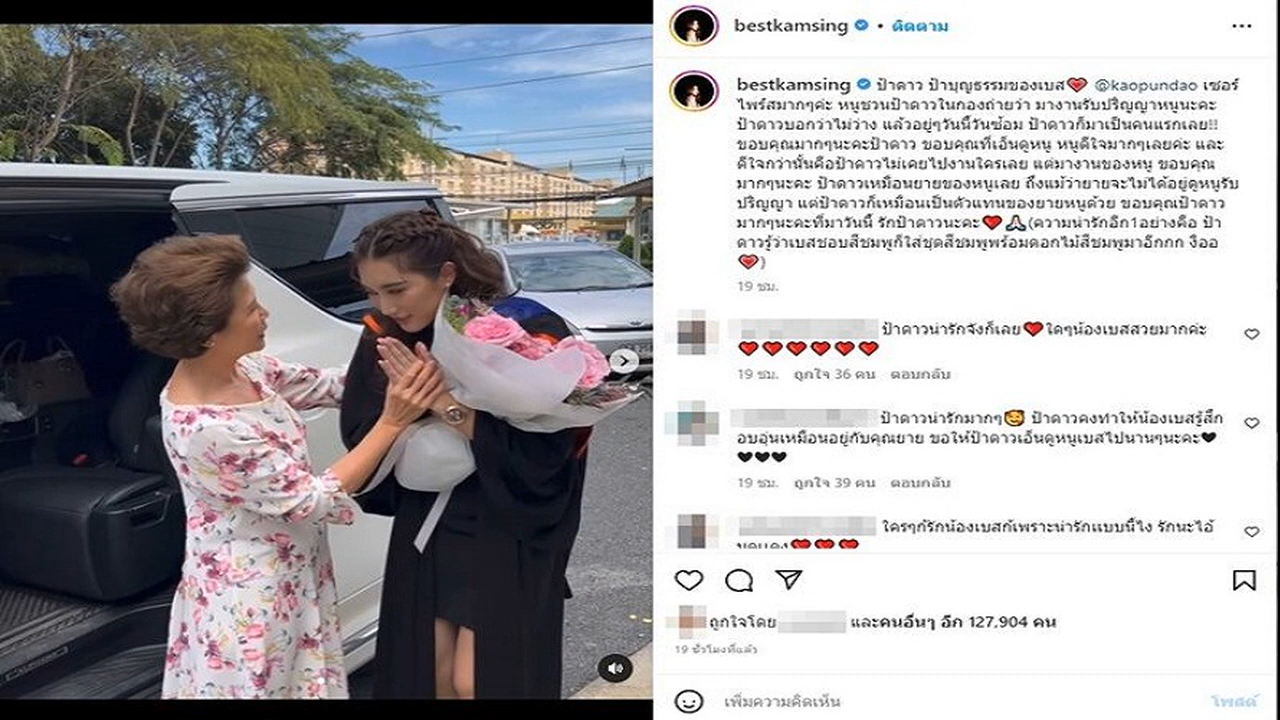 bestkamsing • ติดตาม
bestkamsing ป้าดาว ป้าบุญธรรมของเบส❤️ @kaopundao เซอร์
ไพร์สมากๆค่ะ หนูชวนป้าดาวในกองถ่ายว่า มางานรับปริญญาหนูนะคะ
ป้าดาวบอกว่าไม่ว่าง แล้วอยู่ๆวันนี้วันซ้อม ป้าดาวก็มาเป็นคนแรกเลย!!
ขอบคุณมากๆนะคะป้าดาว ขอบคุณที่เอ็นดูหนู หนูดีใจมากๆเลยค่ะ และ
ดีใจกว่านั้นคือป้าดาวไม่เคยไปงานใครเลย แต่มางานของหนู ขอบคุณ
มากๆนะคะ ป้าดาวเหมือนยายของหนูเลย ถึงแม้ว่ายายจะไม่ได้อยู่ดูหนูรับ
ปริญญา แต่ป้าดาวก็เหมือนเป็นตัวแทนของยายหนูด้วย ขอบคุณป้าดาว
มากๆนะคะที่มาวันนี้ รักป้าดาวนะคะ❤️🙏🏻(ความน่ารักอีก1อย่างคือ ป้า
ดาวรู้ว่าเบสชอบสีชมพูก็ใส่ชุดสีชมพูพร้อมดอกไม้สีชมพูมาอีกกก งือออ
❤️)
19 ชม.
ป้าดาวน่ารักจังก็เลย❤️ใดๆน้องเบสสวยมากค่ะ
❤️❤️❤️❤️❤️❤️
19 ชม. ถูกใจ 36 คน ตอบกลับ
ป้าดาวน่ารักมากๆ🥰 ป้าดาวคงทำให้น้องเบสรู้สึก
อบอุ่นเหมือนอยู่กับคุณยาย ขอให้ป้าดาวเอ็นดูหนูเบสไปนานๆนะคะ🖤
🖤🖤🖤
19 ชม. ถูกใจ 39 คน ตอบกลับ
ใครๆก็รักน้องเบสก้เพราะน่ารักแบบนี้ไง รักนะไอ้
❤️❤️❤️
ถูกใจโดย และคนอื่นๆ อีก 127,904 คน
19 ชั่วโมงที่แล้ว
เพิ่มความคิดเห็น โพสต์